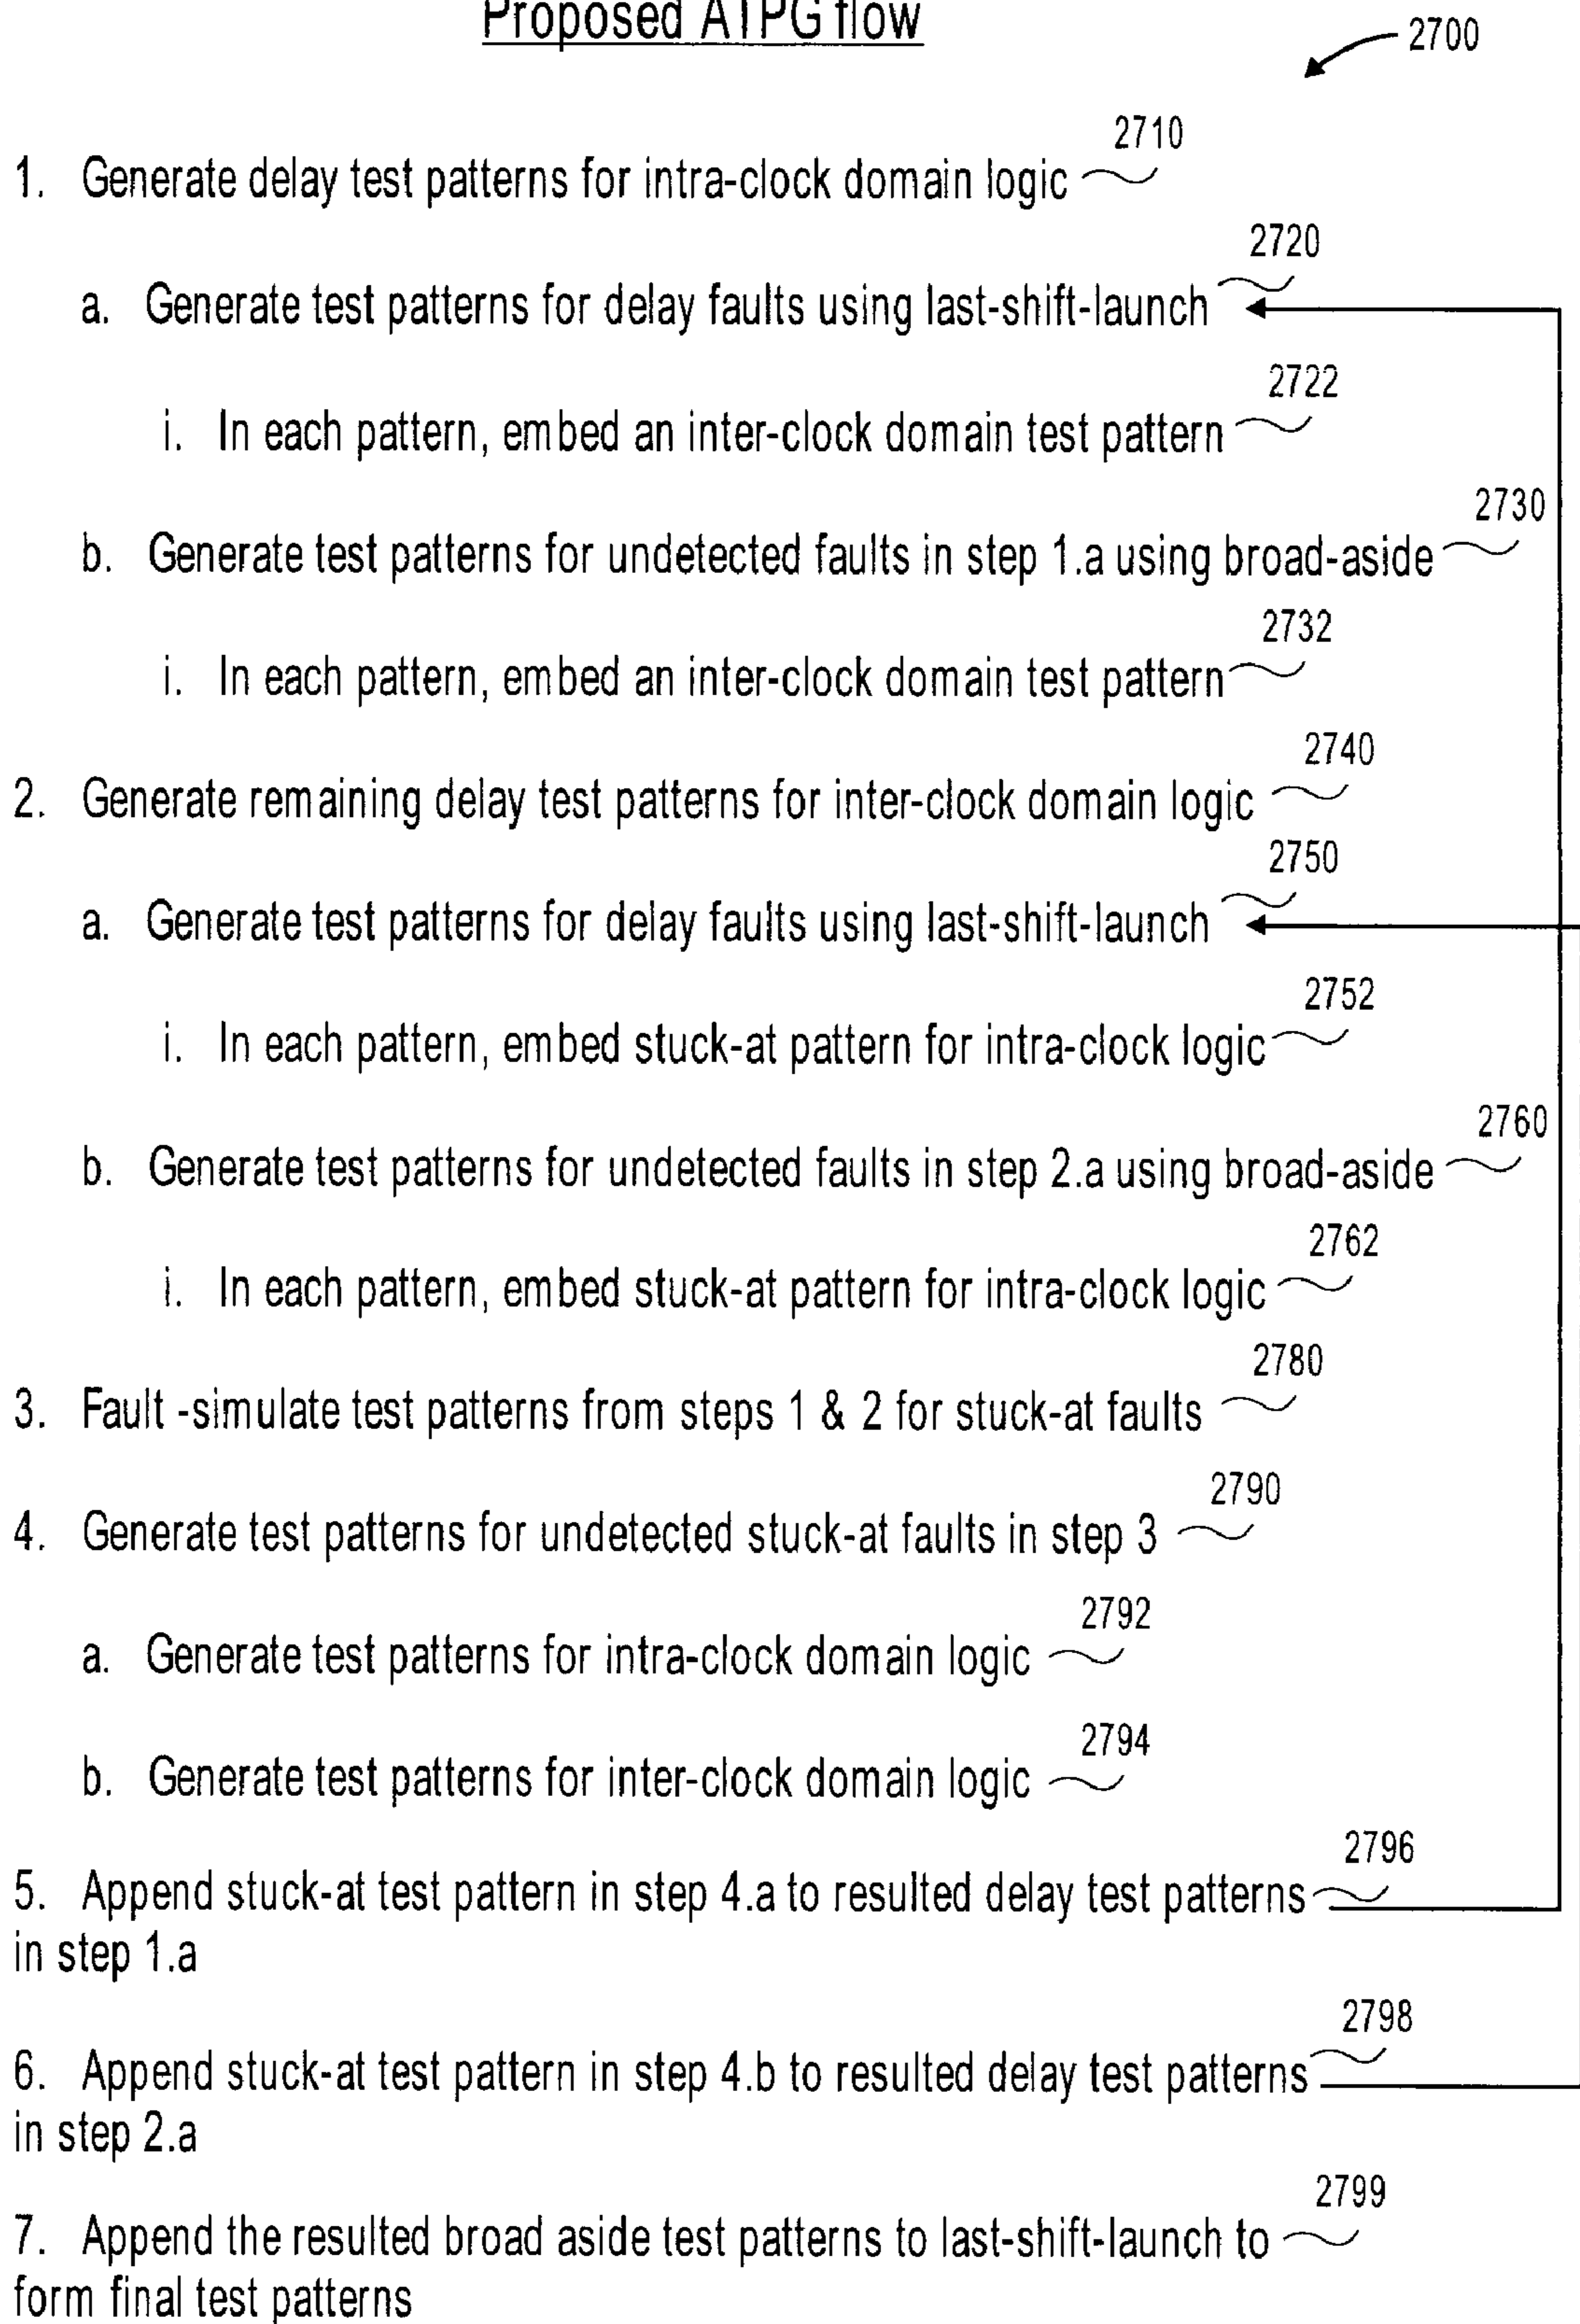 Proposed ATPG flow
2700
2710
1. Generate delay test patterns for intra-clock domain logic
2720
a. Generate test patterns for delay faults using last-shift-launch
2722
i. In each pattern, embed an inter-clock domain test pattern
2730
b. Generate test patterns for undetected faults in step 1.a using broad-aside
2732
i. In each pattern, embed an inter-clock domain test pattern
2740
2. Generate remaining delay test patterns for inter-clock domain logic
2750
a. Generate test patterns for delay faults using last-shift-launch
2752
i. In each pattern, embed stuck-at pattern for intra-clock logic
2760
b. Generate test patterns for undetected faults in step 2.a using broad-aside
2762
i. In each pattern, embed stuck-at pattern for intra-clock logic
2780
3. Fault -simulate test patterns from steps 1 & 2 for stuck-at faults
2790
4. Generate test patterns for undetected stuck-at faults in step 3
2792
a. Generate test patterns for intra-clock domain logic
2794
b. Generate test patterns for inter-clock domain logic
2796
5. Append stuck-at test pattern in step 4.a to resulted delay test patterns
in step 1.a
2798
6. Append stuck-at test pattern in step 4.b to resulted delay test patterns
in step 2.a
2799
7. Append the resulted broad aside test patterns to last-shift-launch to
form final test patterns